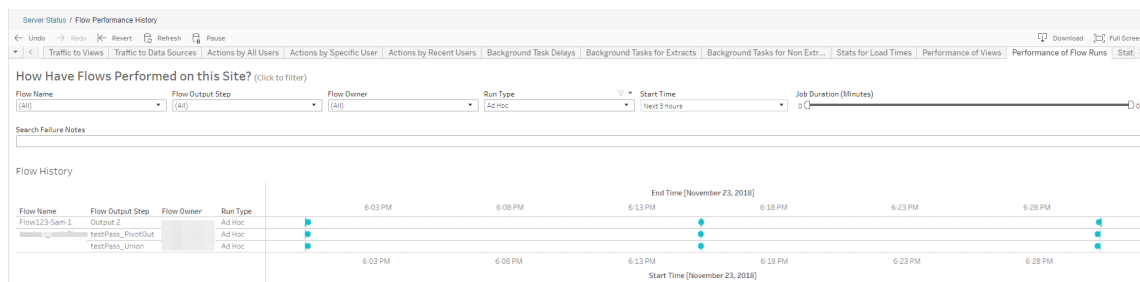 Server Status / Flow Performance History
Undo Redo Revert Refresh Pause Download Full Scree
Traffic to Views Traffic to Data Sources Actions by All Users Actions by Specific User Actions by Recent Users Background Task Delays Background Tasks for Extracts Background Tasks for Non Extr... Stats for Load Times Performance of Views Performance of Flow Runs Stat
How Have Flows Performed on this Site? (Click to filter)
Flow Name Flow Output Step Flow Owner Run Type Start Time Job Duration (Minutes)
(All) (All) (All) Ad Hoc Next 3 hours 0 0
Search Failure Notes
Flow History
End Time [November 23, 2018]
6:03 PM 6:08 PM 6:13 PM 6:18 PM 6:23 PM 6:28 PM
Flow Name Flow Output Step Flow Owner Run Type
Flow123-Sam-1 Output 2 Ad Hoc
testPass_PivotOut Ad Hoc
testPass_Union Ad Hoc
6:03 PM 6:08 PM 6:13 PM 6:18 PM 6:23 PM 6:28 PM
Start Time [November 23, 2018]